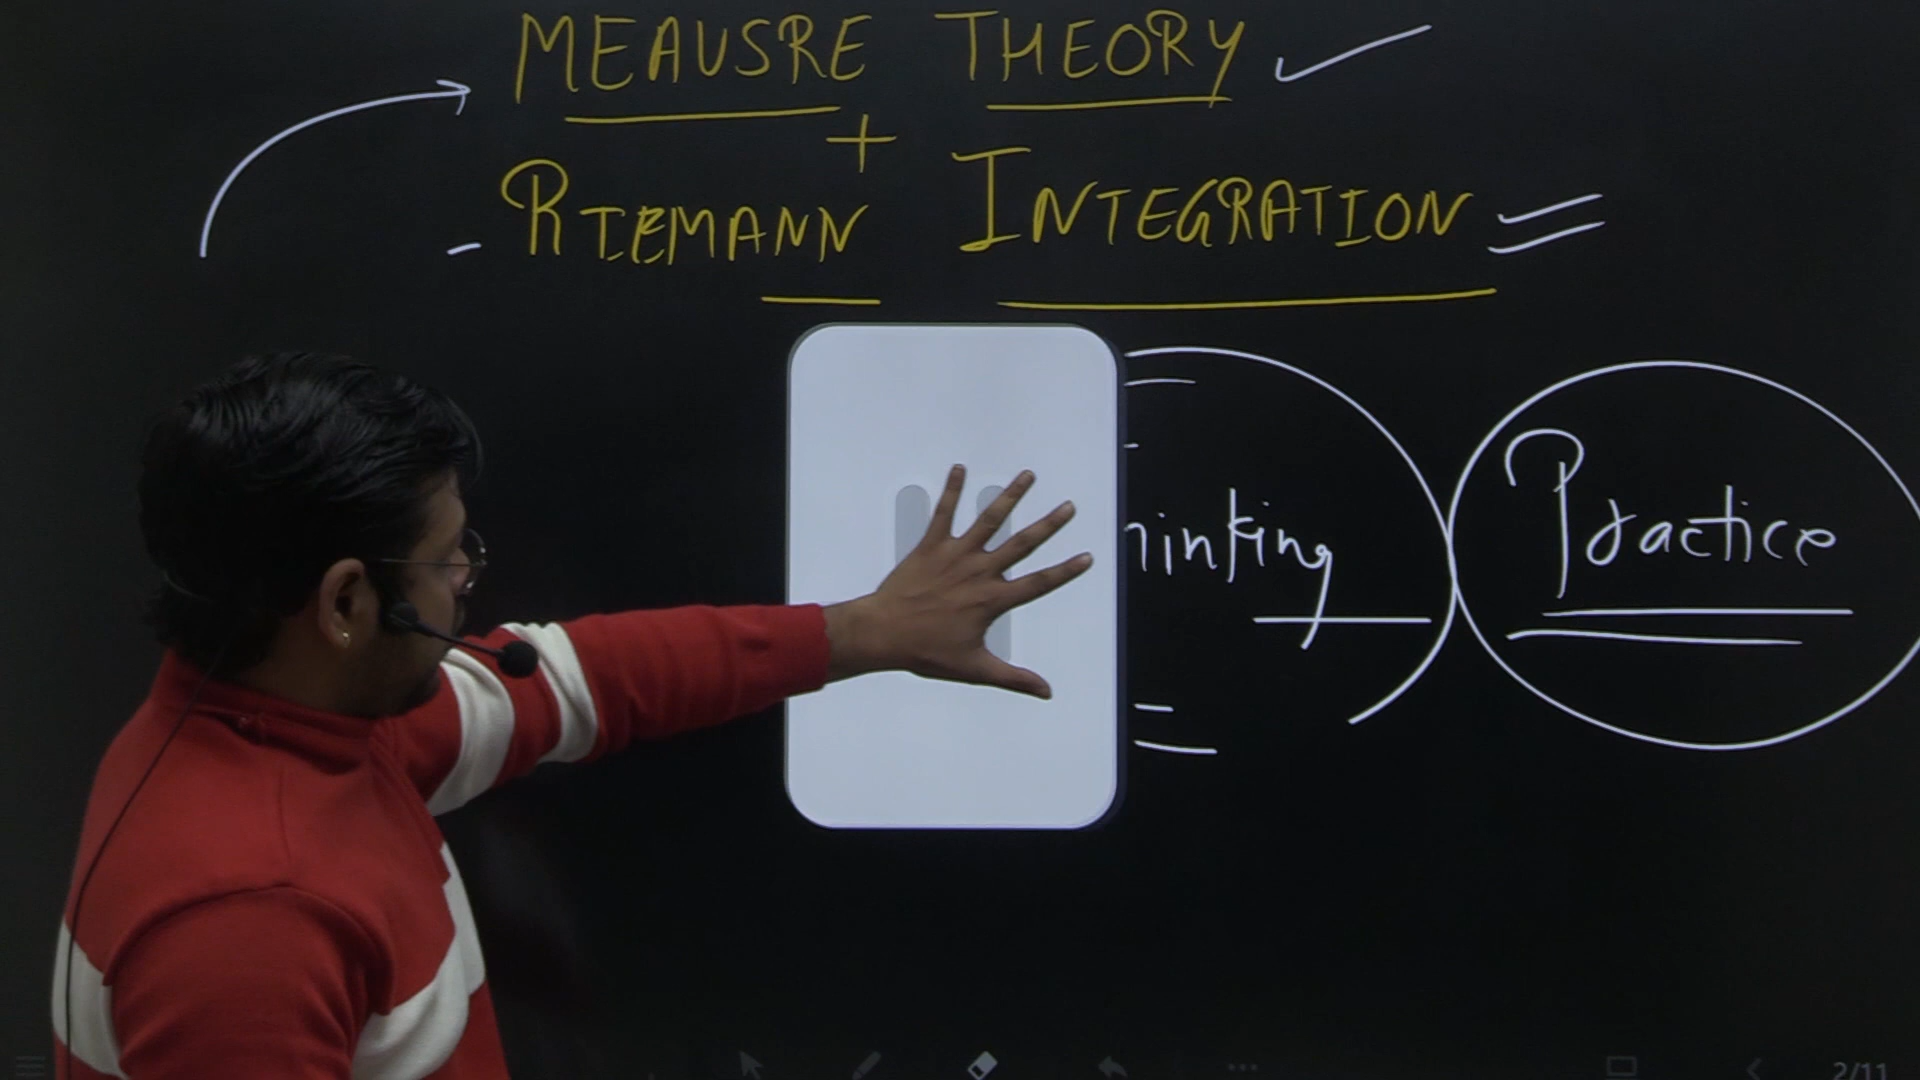 MEAUSRE THEORY
+
- RIEMANN INTEGRATION
hinking Practice
2/11